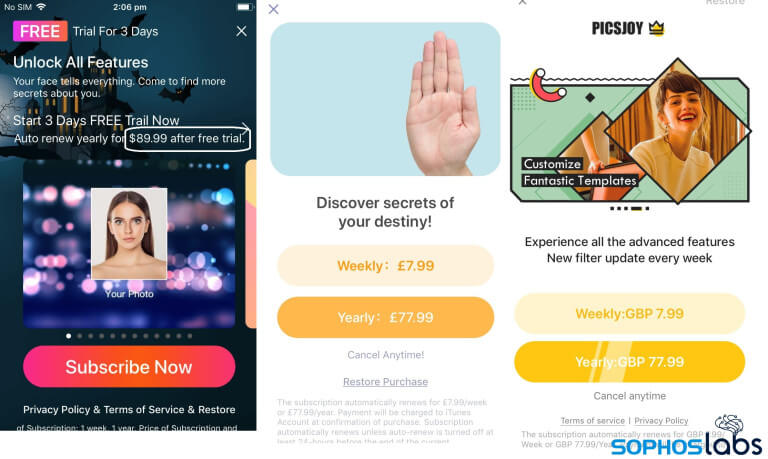 No SIM
2:06 pm
FREE Trial For 3 Days
Unlock All Features
Your face tells everything. Come to find more
secrets about you.
Start 3 Days FREE Trail Now
Auto renew yearly for $89.99 after free trial.
Your Photo
Subscribe Now
Privacy Policy & Terms of Service & Restore
of Subscription: 1 week, 1 year. Price of Subscription and
Discover secrets of
your destiny!
Weekly: £7.99
Yearly: £77.99
Cancel Anytime!
Restore Purchase
The subscription automatically renews for £7.99/week
or £77.99/year. Payment will be charged to iTunes
Account at confirmation of purchase. Subscription
automatically renews unless auto-renew is turned off at
least 24-hours before the end of the current
Restore
PICSJOY
Customize
Fantastic Templates
Experience all the advanced features
New filter update every week
Weekly:GBP 7.99
Yearly:GBP 77.99
Cancel anytime
Terms of service | Privacy Policy
The subscription automatically renews for GBP 7.99/
Week or GBP 77.99/
SOPHOSlabs